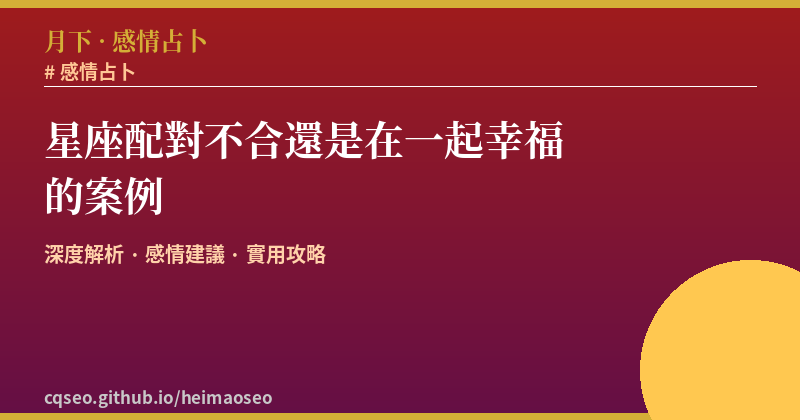 月下 · 感情占卜
# 感情占卜
星座配對不合還是在一起幸福
的案例
深度解析 · 感情建議 · 實用攻略
cqseo.github.io/heimaoseo